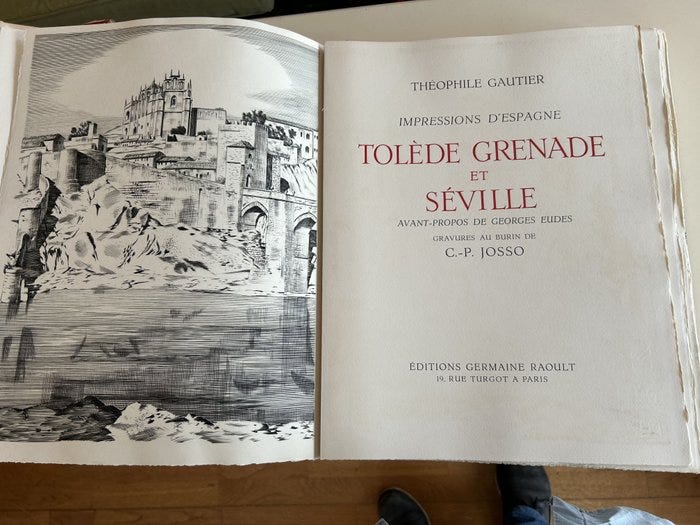 THÉOPHILE GAUTIER
IMPRESSIONS D'ESPAGNE
TOLÈDE GRENADE
ET
SÉVILLE
AVANT-PROPOS DE GEORGES EUDES
GRAVURES AU BURIN DE
C.-P. JOSSO
ÉDITIONS GERMAINE RAOULT
19, RUE TURGOT A PARIS